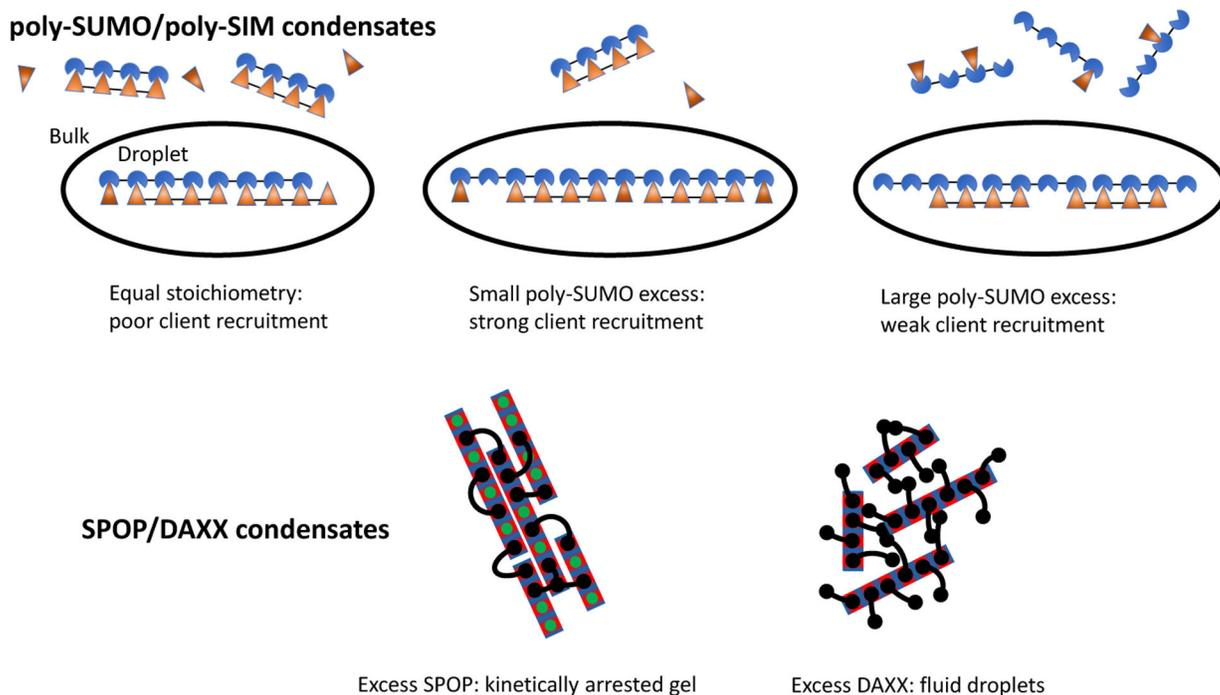 poly-SUMO/poly-SIM condensates
Bulk
Droplet
Equal stoichiometry:
poor client recruitment
Small poly-SUMO excess:
strong client recruitment
Large poly-SUMO excess:
weak client recruitment
SPOP/DAXX condensates
Excess SPOP: kinetically arrested gel
Excess DAXX: fluid droplets